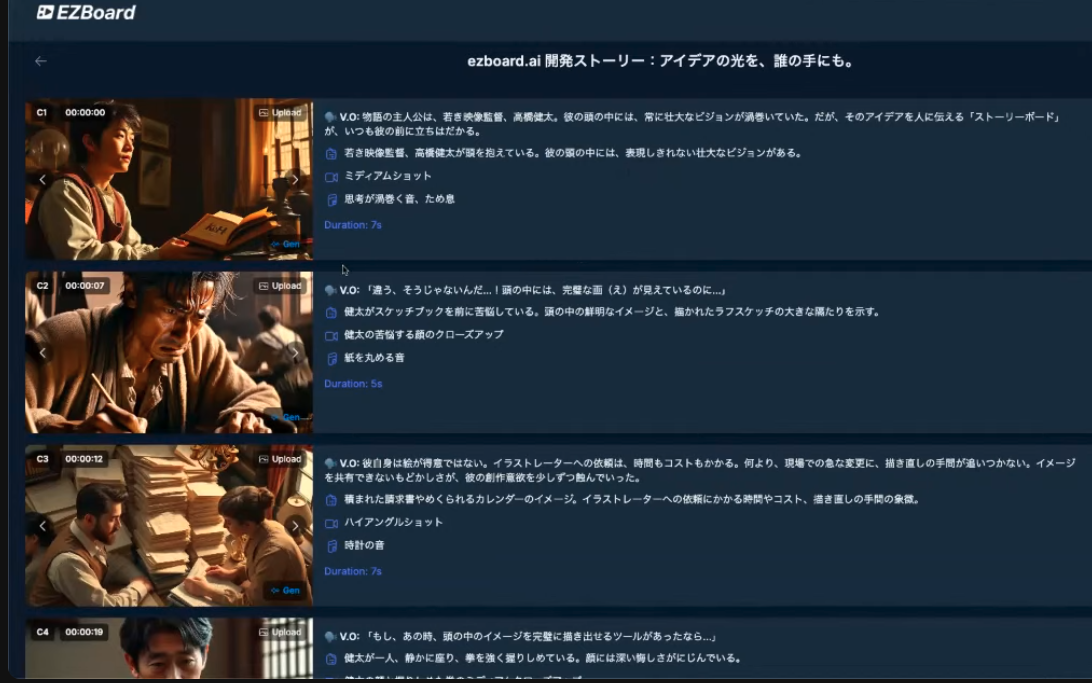 EZBoard
ezboard.ai 開発ストーリー：アイデアの光を、誰の手にも。
C1 00:00:00 Upload
V.O: 物語の主人公は、若き映像監督、高橋健太。彼の頭の中には、常に壮大なビジョンが渦巻いていた。だが、そのアイデアを人に伝える「ストーリーボード」
が、いつも彼の前に立ちはだかる。
若き映像監督、高橋健太が頭を抱えている。彼の頭の中には、表現しきれない壮大なビジョンがある。
ミディアムショット
思考が渦巻く音、ため息
Duration: 7s
Gen
C2 00:00:07 Upload
V.O: 「違う、そうじゃないんだ...！頭の中には、完璧な画（え）が見えているのに...」
健太がスケッチブックを前に苦悩している。頭の中の鮮明なイメージと、描かれたラフスケッチの大きな隔たりを示す。
健太の苦悩する顔のクローズアップ
紙を丸める音
Duration: 5s
Gen
C3 00:00:12 Upload
V.O: 彼自身は絵が得意ではない。イラストレーターへの依頼は、時間もコストもかかる。何より、現場での急な変更に、描き直しの手間が追いつかない。イメージ
を共有できないもどかしさが、彼の創作意欲を少しずつ蝕んでいった。
積まれた請求書やめくられるカレンダーのイメージ。イラストレーターへの依頼にかかる時間やコスト、描き直しの手間の象徴。
ハイアングルショット
時計の音
Duration: 7s
Gen
C4 00:00:19 Upload
V.O: 「もし、あの時、頭の中のイメージを完璧に描き出せるツールがあったなら...」
健太が一人、静かに座り、拳を強く握りしめている。顔には深い悔しさがにじんでいる。